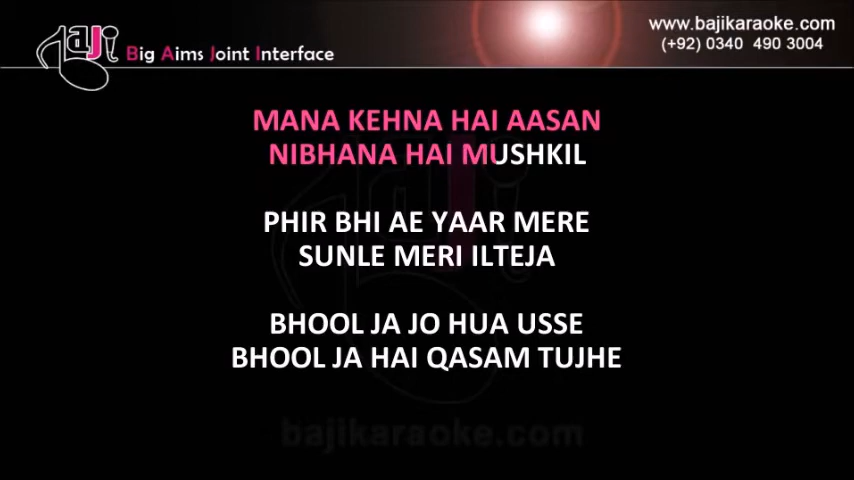 www.bajikaraoke.com
(+92) 0340 490 3004
baji
Big Aims Joint Interface
MANA KEHNA HAI AASAN
NIBHANA HAI MUSHKIL
PHIR BHI AE YAAR MERE
SUNLE MERI ILTEJA
BHOOL JA JO HUA USSE
BHOOL JA HAI QASAM TUJHE
bajikaraoke.com